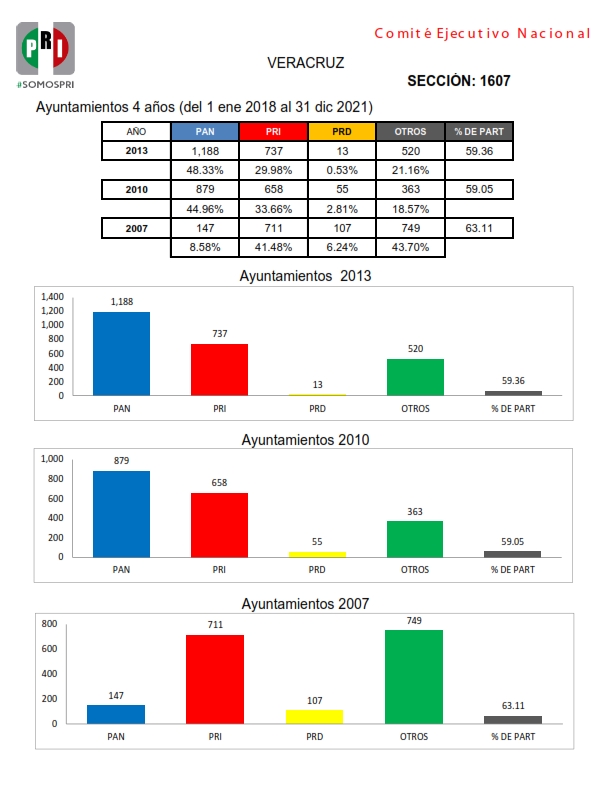 Comité Ejecutivo Nacional
PRI
#SOMOSPRI
VERACRUZ
SECCIÓN: 1607
Ayuntamientos 4 años (del 1 ene 2018 al 31 dic 2021)
AÑO PAN PRI PRD OTROS % DE PART
2013 1,188 737 13 520 59.36
48.33% 29.98% 0.53% 21.16%
2010 879 658 55 363 59.05
44.96% 33.66% 2.81% 18.57%
2007 147 711 107 749 63.11
8.58% 41.48% 6.24% 43.70%
Ayuntamientos 2013
1,400
1,200
1,000
800
600
400
200
0
1,188
737
13
520
59.36
PAN PRI PRD OTROS % DE PART
Ayuntamientos 2010
1,000
800
600
400
200
0
879
658
55
363
59.05
PAN PRI PRD OTROS % DE PART
Ayuntamientos 2007
800
600
400
200
0
147
711
107
749
63.11
PAN PRI PRD OTROS % DE PART